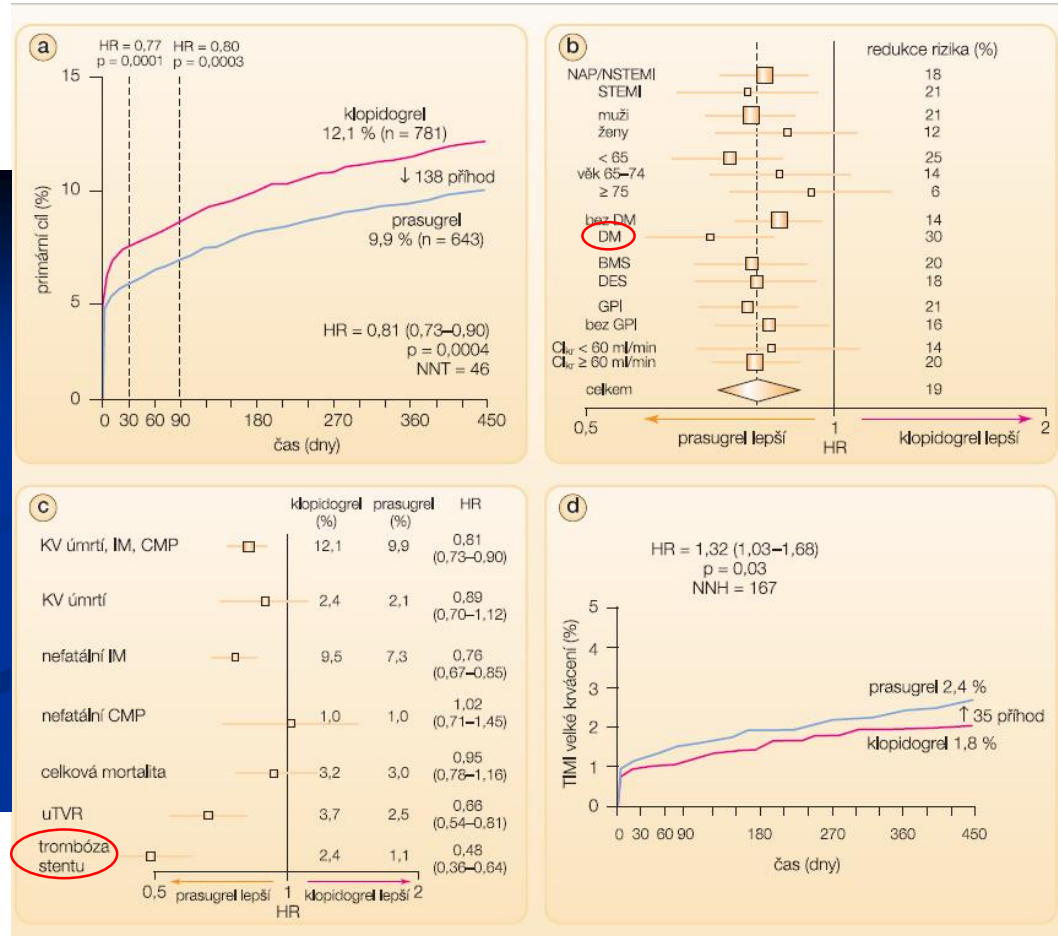 a
HR = 0,77 HR = 0,80
p = 0,0001 p = 0,0003
15
10
5
0
primární cíl (%)
klopidogrel
12,1 % (n = 781)
↓ 138 příhod
prasugrel
9,9 % (n = 643)
HR = 0,81 (0,73–0,90)
p = 0,0004
NNT = 46
0 30 60 90 180 270 360 450
čas (dny)
b
redukce rizika (%)
NAP/NSTEMI 18
STEMI 21
muži 21
ženy 12
< 65 25
věk 65–74 14
≥ 75 6
bez DM 14
DM 30
BMS 20
DES 18
GPI 21
bez GPI 16
Clkr < 60 ml/min 14
Clkr ≥ 60 ml/min 20
celkem 19
0,5 1 2
prasugrel lepší klopidogrel lepší
HR
c
klopidogrel prasugrel HR
(%) (%)
KV úmrtí, IM, CMP 12,1 9,9 0,81
(0,73–0,90)
KV úmrtí 2,4 2,1 0,89
(0,70–1,12)
nefatální IM 9,5 7,3 0,76
(0,67–0,85)
nefatální CMP 1,0 1,0 1,02
(0,71–1,45)
celková mortalita 3,2 3,0 0,95
(0,78–1,16)
uTVR 3,7 2,5 0,66
(0,54–0,81)
trombóza
stentu 2,4 1,1 0,48
(0,36–0,64)
0,5 prasugrel lepší 1 klopidogrel lepší 2
HR
d
HR = 1,32 (1,03–1,68)
p = 0,03
NNH = 167
5
4
3
2
1
0
TIMI velké krvácení (%)
prasugrel 2,4 %
↑ 35 příhod
klopidogrel 1,8 %
0 30 60 90 180 270 360 450
čas (dny)